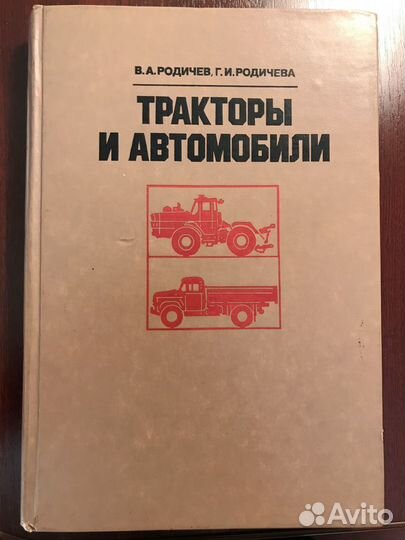 В.А.РОДИЧЕВ, Г.И.РОДИЧЕВА
ТРАКТОРЫ
И АВТОМОБИЛИ
Avito